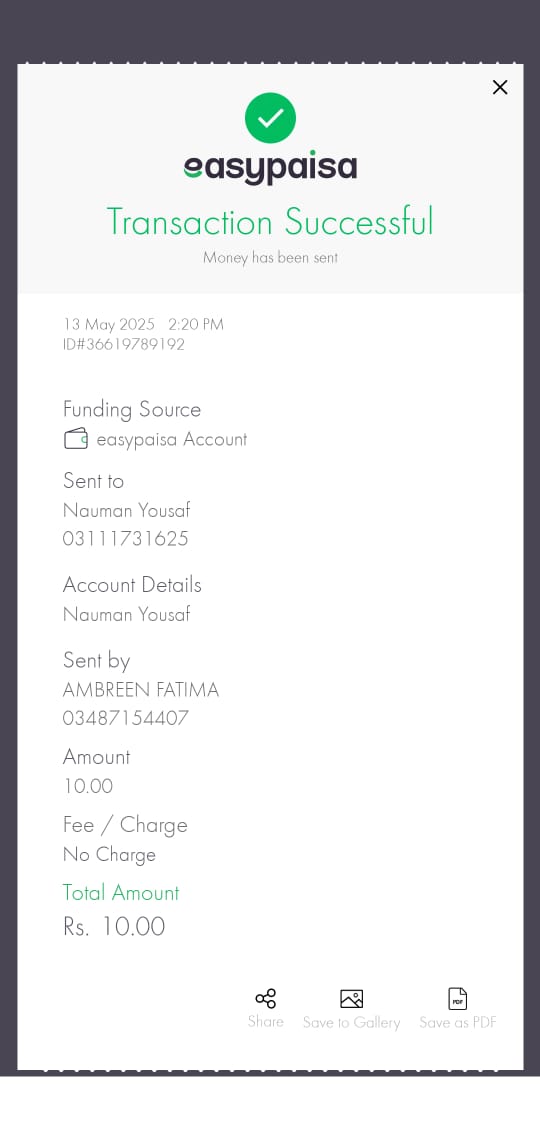 easypaisa
Transaction Successful
Money has been sent
13 May 2025 2:20 PM
ID#36619789192
Funding Source
easypaisa Account
Sent to
Nauman Yousaf
03111731625
Account Details
Nauman Yousaf
Sent by
AMBREEN FATIMA
03487154407
Amount
10.00
Fee / Charge
No Charge
Total Amount
Rs. 10.00
PDF
Share Save to Gallery Save as PDF